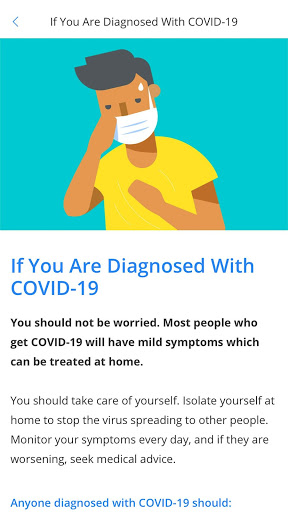 If You Are Diagnosed With COVID-19
If You Are Diagnosed With
COVID-19
You should not be worried. Most people who
get COVID-19 will have mild symptoms which
can be treated at home.
You should take care of yourself. Isolate yourself at
home to stop the virus spreading to other people.
Monitor your symptoms every day, and if they are
worsening, seek medical advice.
Anyone diagnosed with COVID-19 should: